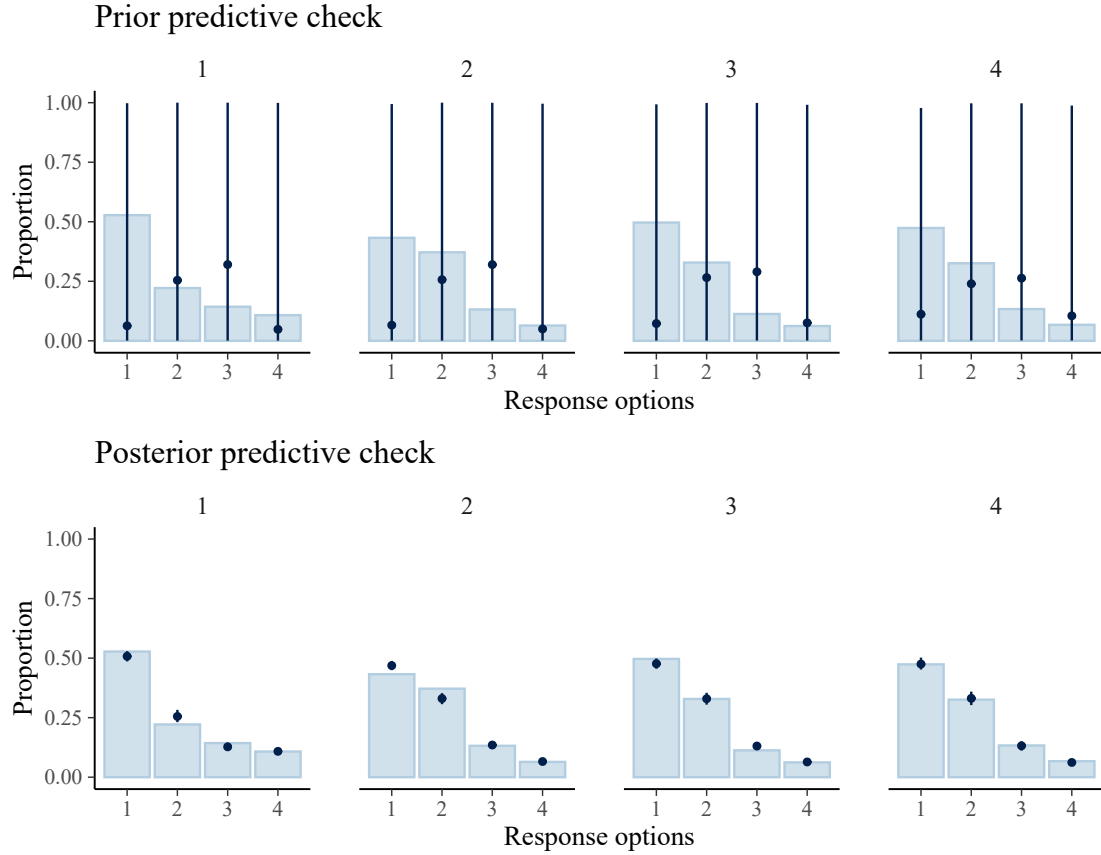 Prior predictive check
1 2 3 4
Proportion
1.00
0.75
0.50
0.25
0.00
1 2 3 4 1 2 3 4 1 2 3 4 1 2 3 4
Response options
Posterior predictive check
1 2 3 4
Proportion
1.00
0.75
0.50
0.25
0.00
1 2 3 4 1 2 3 4 1 2 3 4 1 2 3 4
Response options